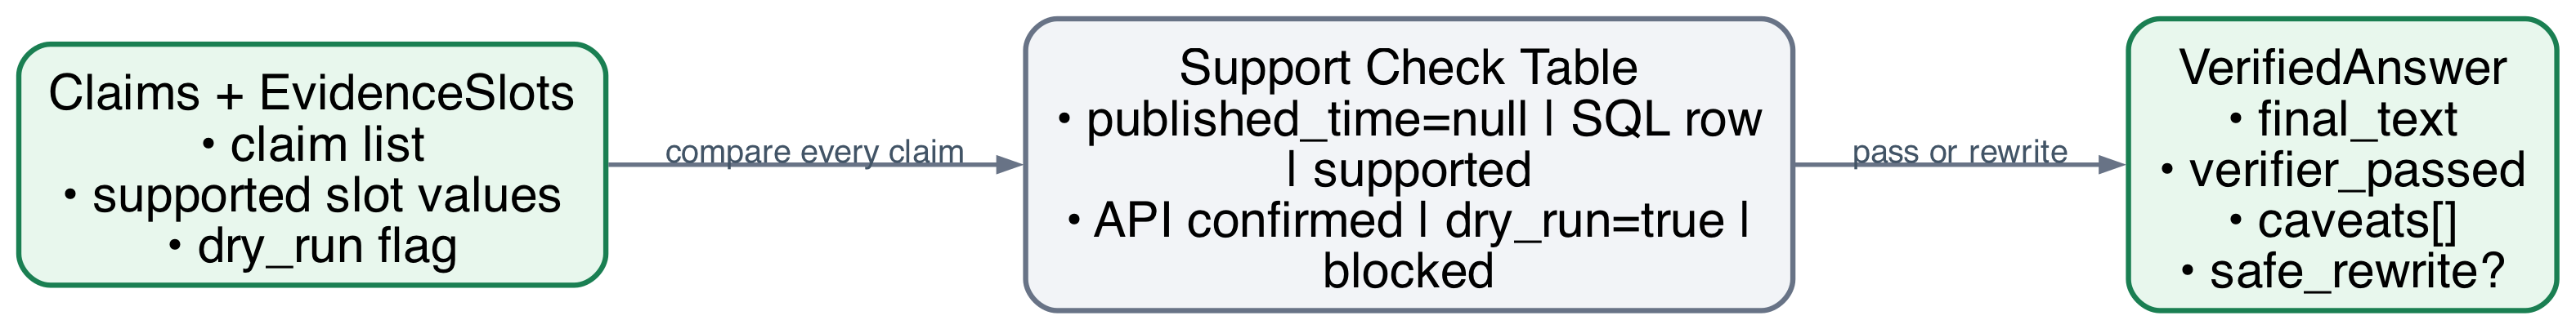 Claims + EvidenceSlots
• claim list
• supported slot values
• dry_run flag
compare every claim
Support Check Table
• published_time=null | SQL row
| supported
• API confirmed | dry_run=true |
blocked
pass or rewrite
VerifiedAnswer
• final_text
• verifier_passed
• caveats[]
• safe_rewrite?